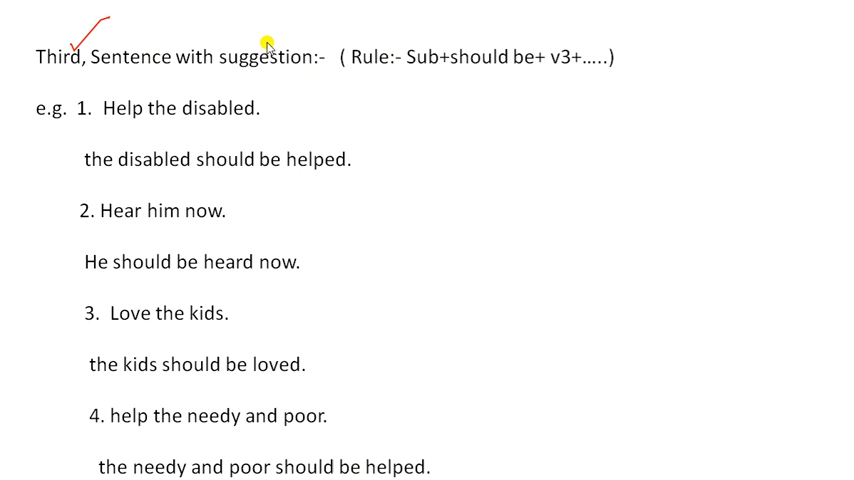 Third, Sentence with suggestion:- ( Rule:- Sub+should be+ v3+…..)
e.g. 1. Help the disabled.
the disabled should be helped.
2. Hear him now.
He should be heard now.
3. Love the kids.
the kids should be loved.
4. help the needy and poor.
the needy and poor should be helped.